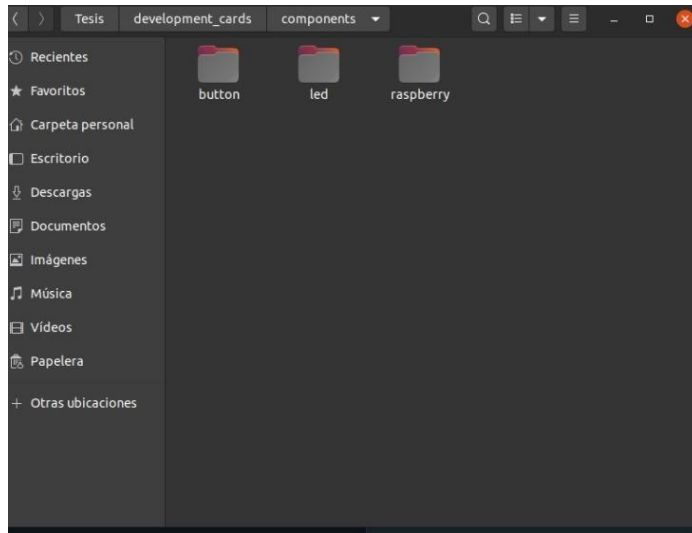 Tesis development_cards components
Recientes
Favoritos
Carpeta personal
Escritorio
Descargas
Documentos
Imágenes
Música
Vídeos
Papelera
Otras ubicaciones
button led raspberry